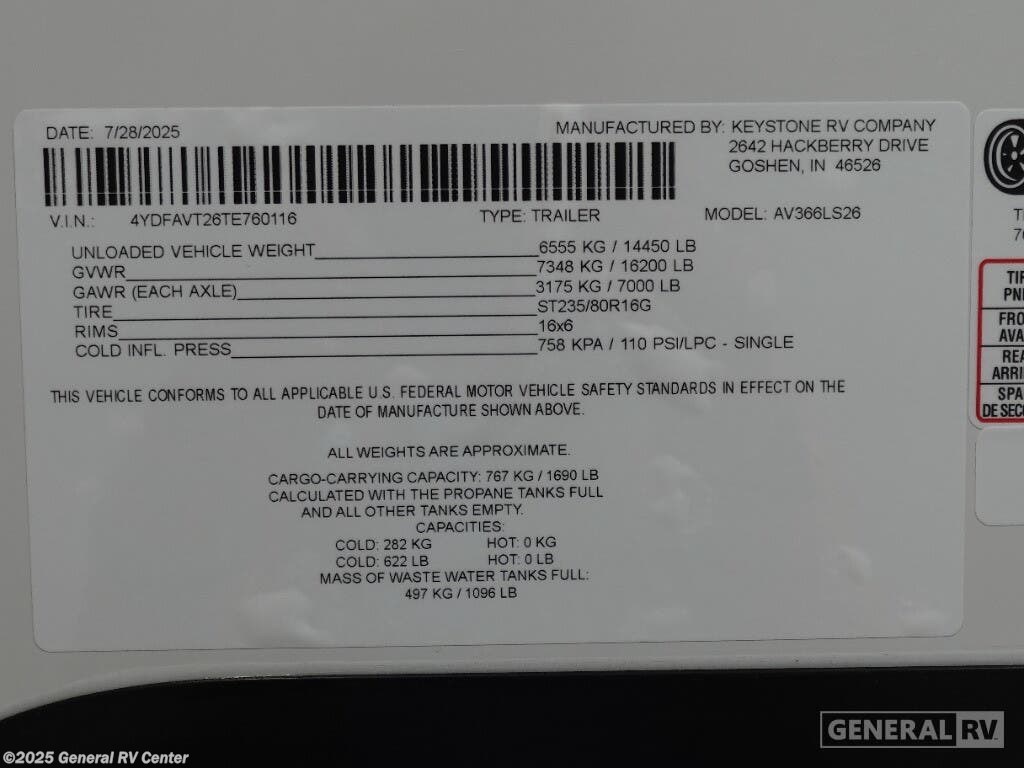 DATE: 7/28/2025
MANUFACTURED BY: KEYSTONE RV COMPANY
2642 HACKBERRY DRIVE
GOSHEN, IN 46526
V.I.N.: 4YDFAVT26TE760116 TYPE: TRAILER MODEL: AV366LS26
UNLOADED VEHICLE WEIGHT 6555 KG / 14450 LB
GVWR 7348 KG / 16200 LB
GAWR (EACH AXLE) 3175 KG / 7000 LB
TIRE ST235/80R16G
RIMS 16x6
COLD INFL. PRESS 758 KPA / 110 PSI/LPC - SINGLE
THIS VEHICLE CONFORMS TO ALL APPLICABLE U.S. FEDERAL MOTOR VEHICLE SAFETY STANDARDS IN EFFECT ON THE
DATE OF MANUFACTURE SHOWN ABOVE.
ALL WEIGHTS ARE APPROXIMATE.
CARGO-CARRYING CAPACITY: 767 KG / 1690 LB
CALCULATED WITH THE PROPANE TANKS FULL
AND ALL OTHER TANKS EMPTY.
CAPACITIES:
COLD: 282 KG HOT: 0 KG
COLD: 622 LB HOT: 0 LB
MASS OF WASTE WATER TANKS FULL:
497 KG / 1096 LB
DE SEC
GENERAL RV
©2025 General RV Center